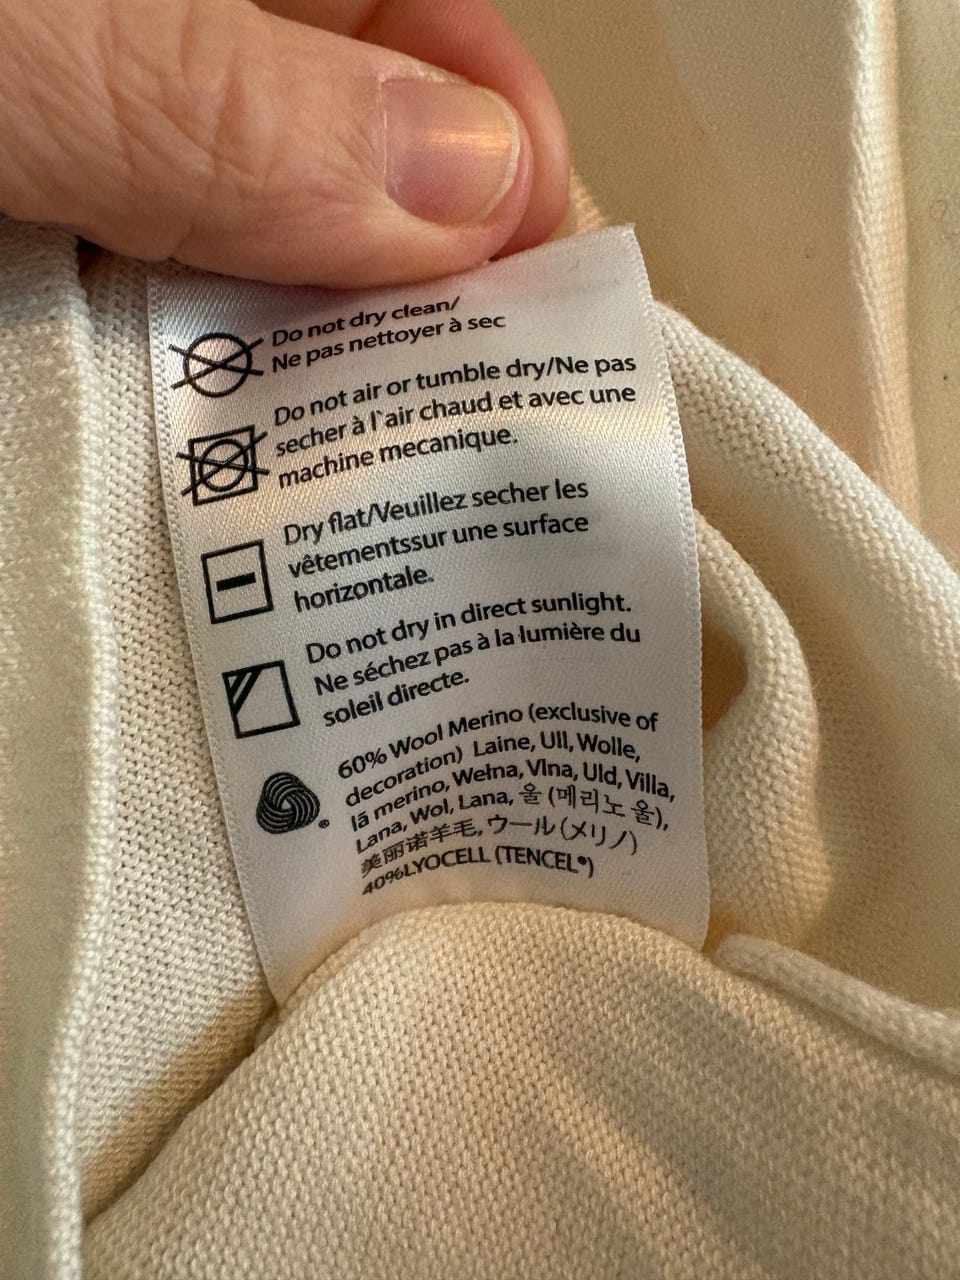 Do not dry clean/
Ne pas nettoyer à sec
Do not air or tumble dry/Ne pas
secher à l`air chaud et avec une
machine mecanique.
Dry flat/Veuillez secher les
vêtementssur une surface
horizontale.
Do not dry in direct sunlight.
Ne séchez pas à la lumière du
soleil directe.
60% Wool Merino (exclusive of
decoration) Laine, Ull, Wolle,
lã merino, Wełna, Vlna, Uld, Villa,
Lana, Wol, Lana, 울 (메리노 울),
美丽诺羊毛, ウール (メリノ)
40%LYOCELL (TENCEL®)